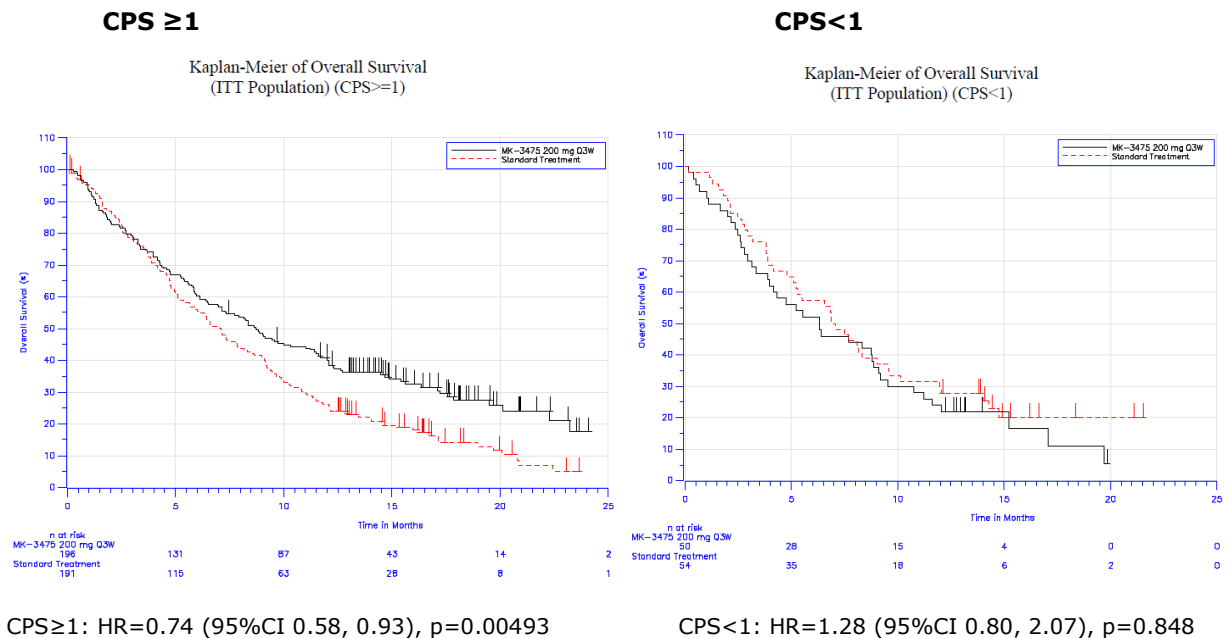 CPS ≥1
Kaplan-Meier of Overall Survival
(ITT Population) (CPS>=1)
MK-3475 200 mg Q3W
Standard Treatment
110
100
90
80
70
60
50
40
30
20
10
0
Overall Survival (%)
0 5 10 15 20 25
Time in Months
n at risk
MK-3475 200 mg Q3W
196 131 87 43 14 2
Standard Treatment
191 115 63 28 8 1
CPS≥1: HR=0.74 (95%CI 0.58, 0.93), p=0.00493
CPS<1
Kaplan-Meier of Overall Survival
(ITT Population) (CPS<1)
MK-3475 200 mg Q3W
Standard Treatment
110
100
90
80
70
60
50
40
30
20
10
0
Overall Survival (%)
0 5 10 15 20 25
Time in Months
n at risk
MK-3475 200 mg Q3W
50 28 15 4 0 0
Standard Treatment
54 35 18 6 2 0
CPS<1: HR=1.28 (95%CI 0.80, 2.07), p=0.848